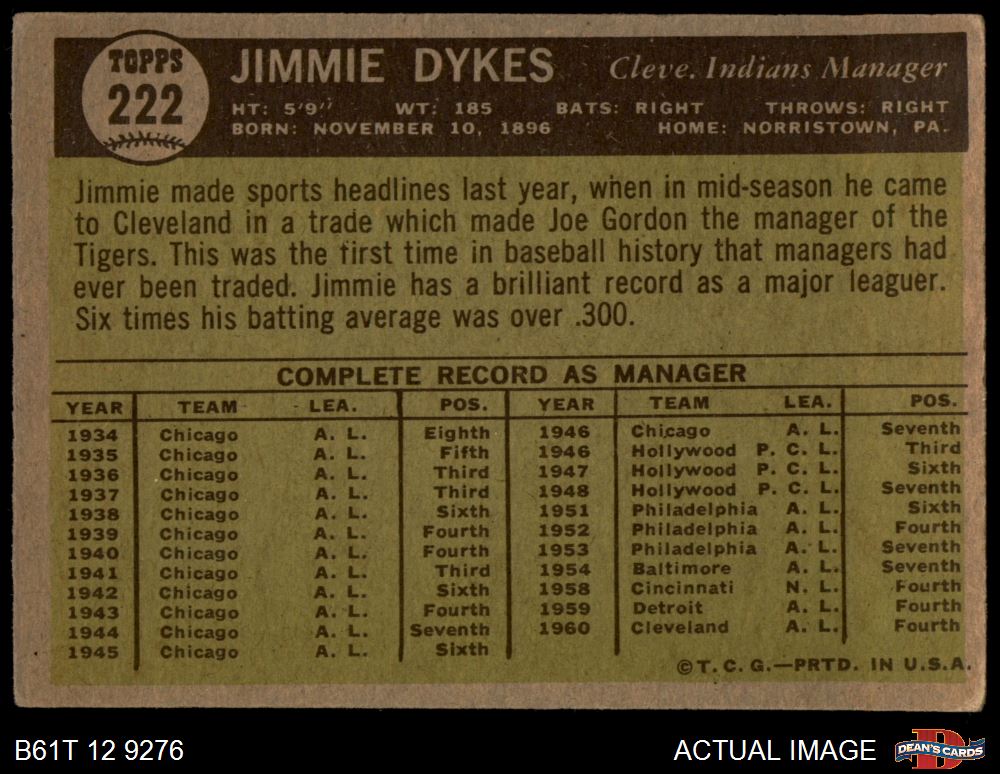 TOPPS
222
JIMMIE DYKES Cleve. Indians Manager
HT: 5'9" WT: 185 BATS: RIGHT THROWS: RIGHT
BORN: NOVEMBER 10, 1896 HOME: NORRISTOWN, PA.
Jimmie made sports headlines last year, when in mid-season he came
to Cleveland in a trade which made Joe Gordon the manager of the
Tigers. This was the first time in baseball history that managers had
ever been traded. Jimmie has a brilliant record as a major leaguer.
Six times his batting average was over .300.
COMPLETE RECORD AS MANAGER
YEAR TEAM LEA. POS. YEAR TEAM LEA. POS.
1934 Chicago A. L. Eighth 1946 Chicago A. L. Seventh
1935 Chicago A. L. Fifth 1946 Hollywood P. C. L. Third
1936 Chicago A. L. Third 1947 Hollywood P. C. L. Sixth
1937 Chicago A. L. Third 1948 Hollywood P. C. L. Seventh
1938 Chicago A. L. Sixth 1951 Philadelphia A. L. Sixth
1939 Chicago A. L. Fourth 1952 Philadelphia A. L. Fourth
1940 Chicago A. L. Fourth 1953 Philadelphia A. L. Seventh
1941 Chicago A. L. Third 1954 Baltimore A. L. Seventh
1942 Chicago A. L. Sixth 1958 Cincinnati N. L. Fourth
1943 Chicago A. L. Fourth 1959 Detroit A. L. Fourth
1944 Chicago A. L. Seventh 1960 Cleveland A. L. Fourth
1945 Chicago A. L. Sixth
©T. C. G.—PRTD. IN U.S.A.
B61T 12 9276 ACTUAL IMAGE DEAN'S CARDS